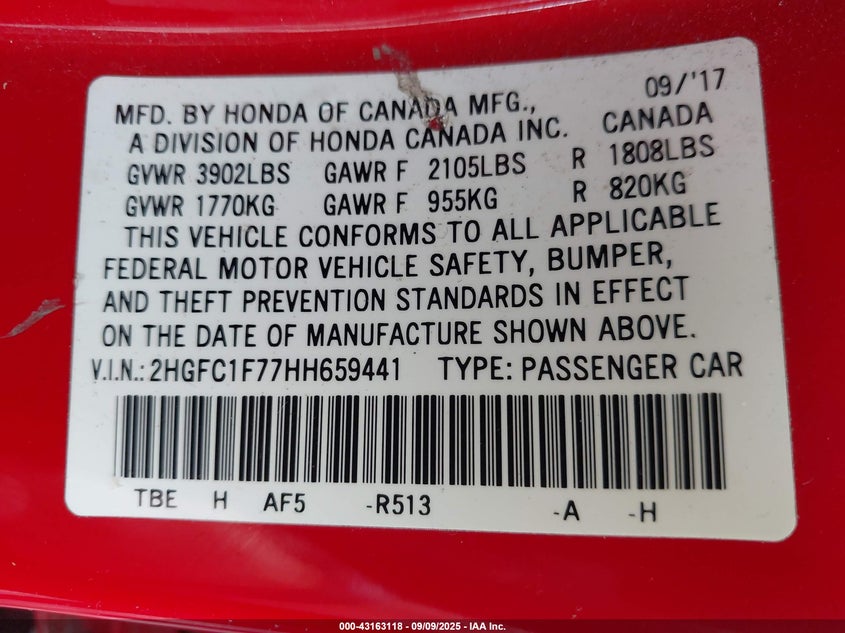 09/'17
MFD. BY HONDA OF CANADA MFG.,
A DIVISION OF HONDA CANADA INC. CANADA
GVWR 3902LBS GAWR F 2105LBS R 1808LBS
GVWR 1770KG GAWR F 955KG R 820KG
THIS VEHICLE CONFORMS TO ALL APPLICABLE
FEDERAL MOTOR VEHICLE SAFETY, BUMPER,
AND THEFT PREVENTION STANDARDS IN EFFECT
ON THE DATE OF MANUFACTURE SHOWN ABOVE.
V.I.N.: 2HGFC1F77HH659441 TYPE: PASSENGER CAR
TBE H AF5 -R513 -A -H
000-43163118 - 09/09/2025 - IAA Inc.